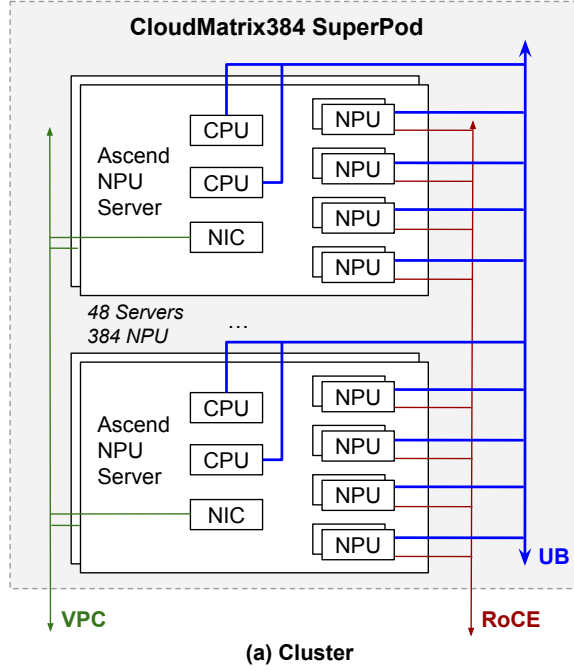 CloudMatrix384 SuperPod
Ascend
NPU
Server
CPU
CPU
NIC
NPU
NPU
NPU
NPU
48 Servers
384 NPU
...
Ascend
NPU
Server
CPU
CPU
NIC
NPU
NPU
NPU
NPU
UB
VPC
RoCE
(a) Cluster